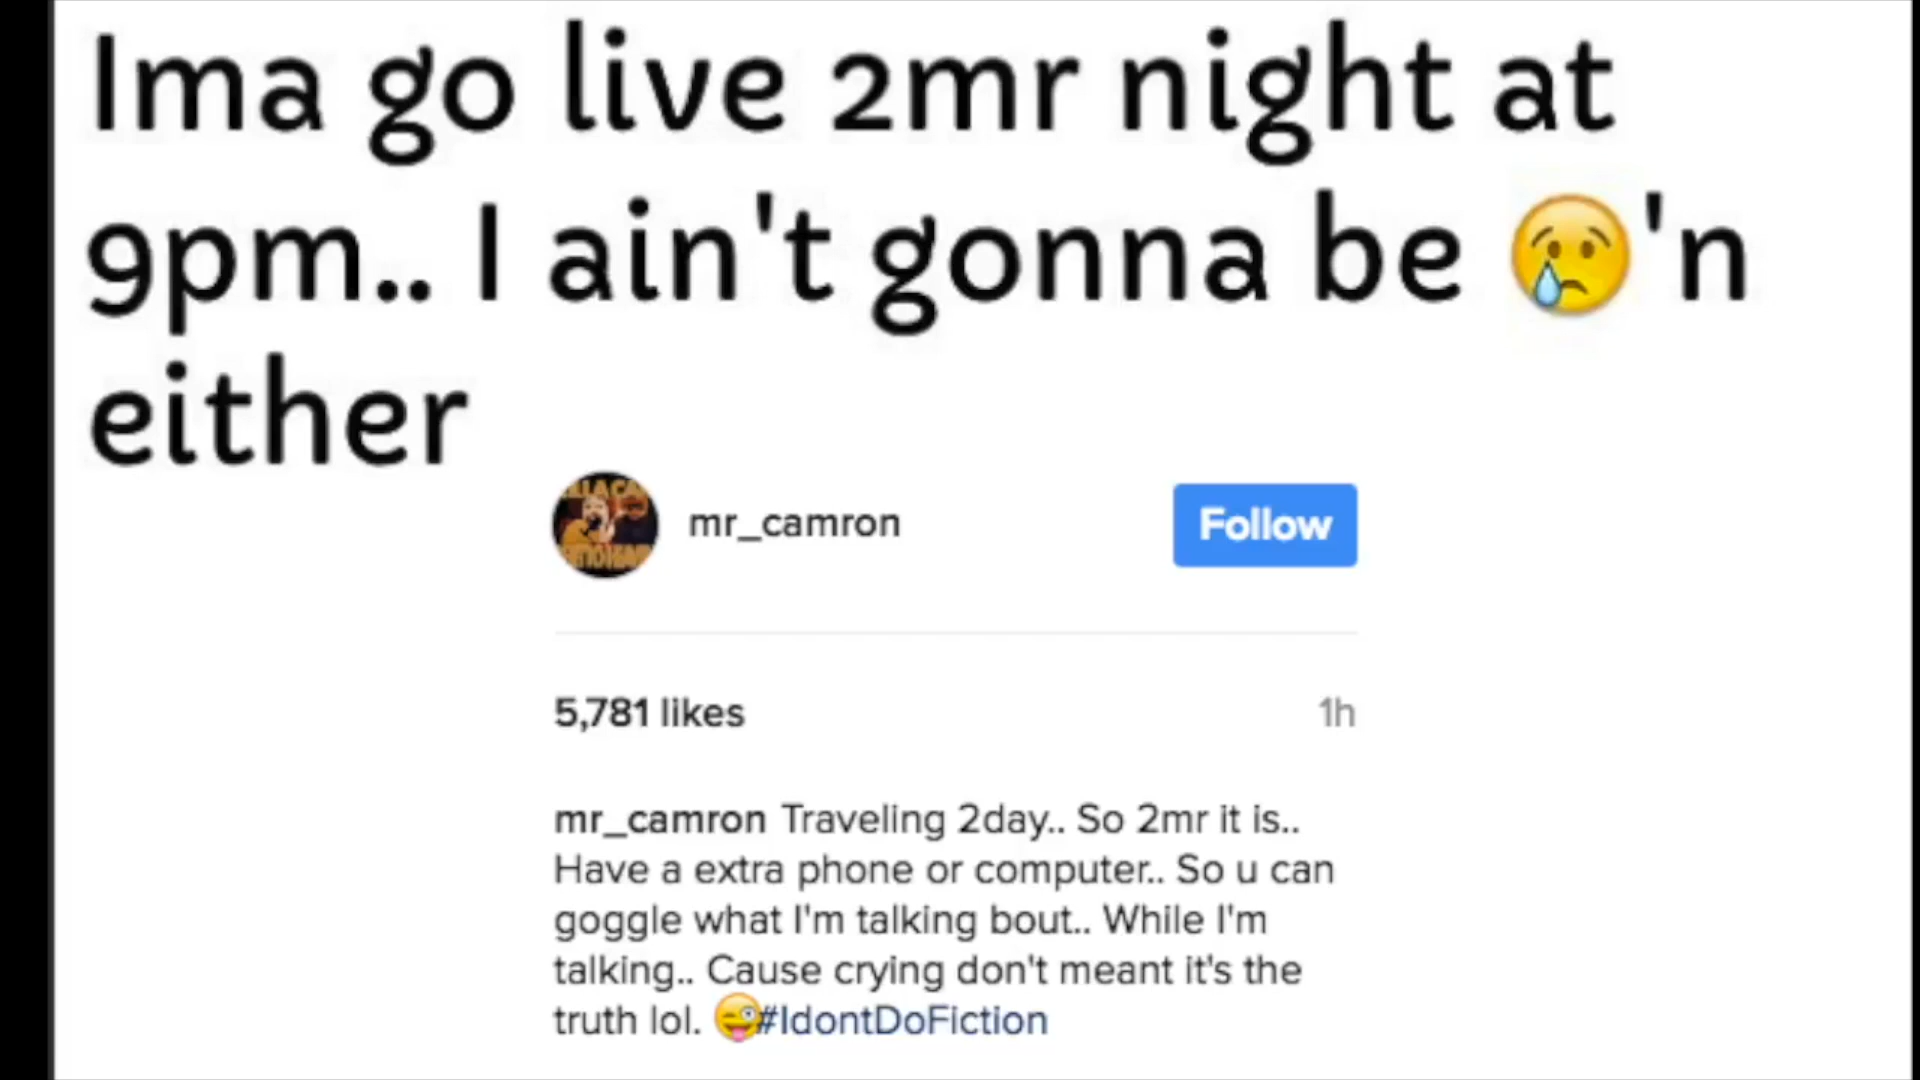 Ima go live 2mr night at
9pm.. I ain't gonna be 😢'n
either
mr_camron
Follow
5,781 likes
1h
mr_camron Traveling 2day.. So 2mr it is..
Have a extra phone or computer.. So u can
goggle what I'm talking bout.. While I'm
talking.. Cause crying don't meant it's the
truth lol. 😜#IdontDoFiction